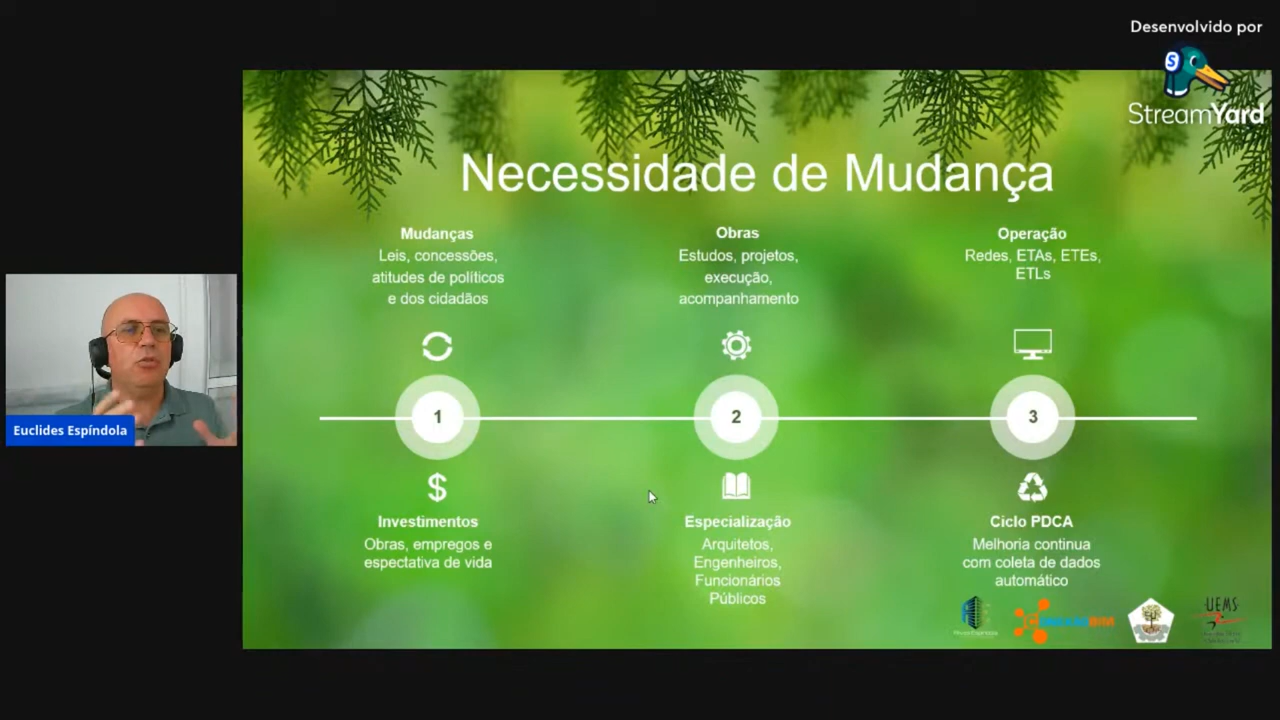 Desenvolvido por
StreamYard
Necessidade de Mudança
Mudanças
Leis, concessões,
atitudes de políticos
e dos cidadãos
Obras
Estudos, projetos,
execução,
acompanhamento
Operação
Redes, ETAs, ETEs,
ETLs
1
2
3
$
Investimentos
Obras, empregos e
espectativa de vida
Especialização
Arquitetos,
Engenheiros,
Funcionários
Públicos
Ciclo PDCA
Melhoria continua
com coleta de dados
automático
Euclides Espíndola
UEMS